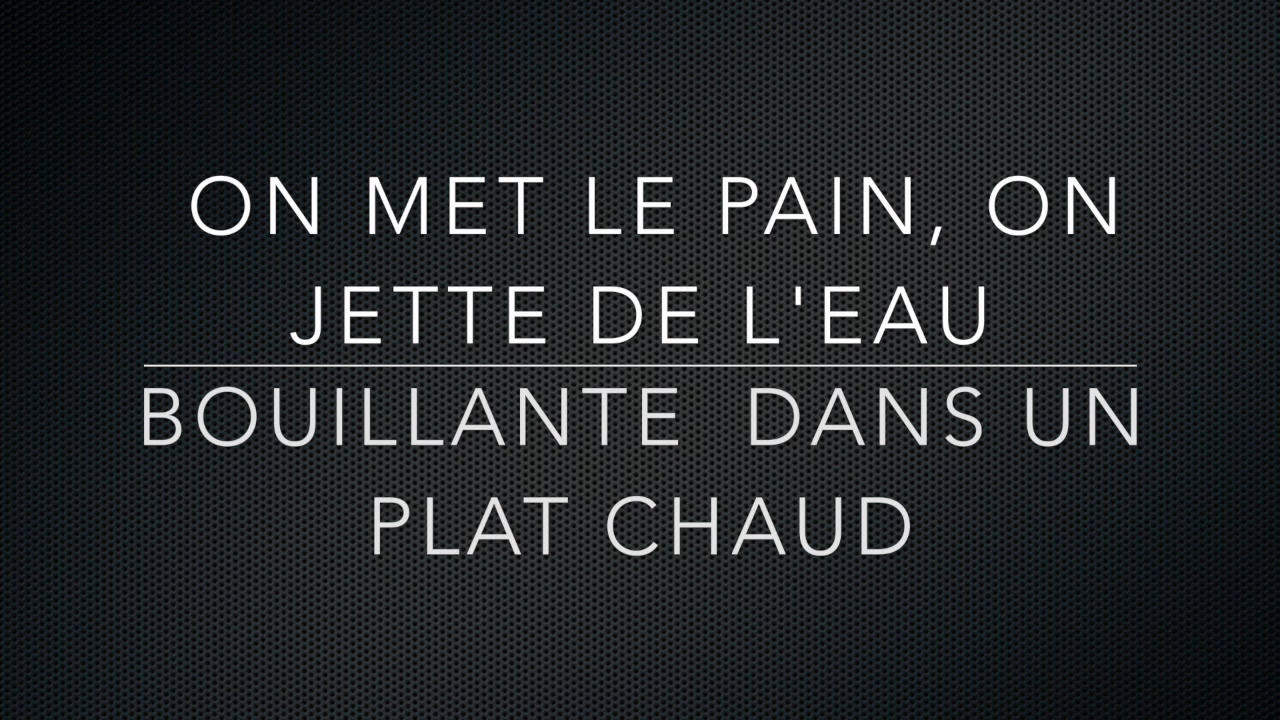 ON MET LE PAIN, ON
JETTE DE L'EAU
BOUILLANTE DANS UN
PLAT CHAUD